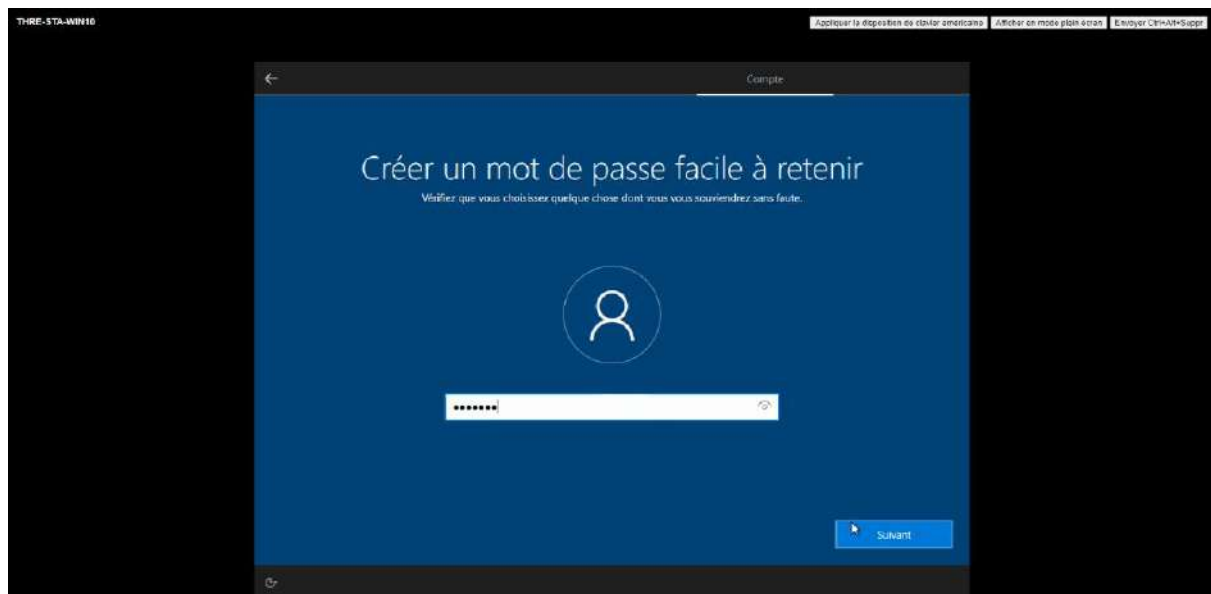 THRE-STA-WIN10
Appliquer la disposition de clavier américaine
Afficher en mode plein écran
Envoyer Ctrl+Alt+Suppr
Compte
Créer un mot de passe facile à retenir
Vérifiez que vous choisissez quelque chose dont vous vous souviendrez sans faute.
Suivant